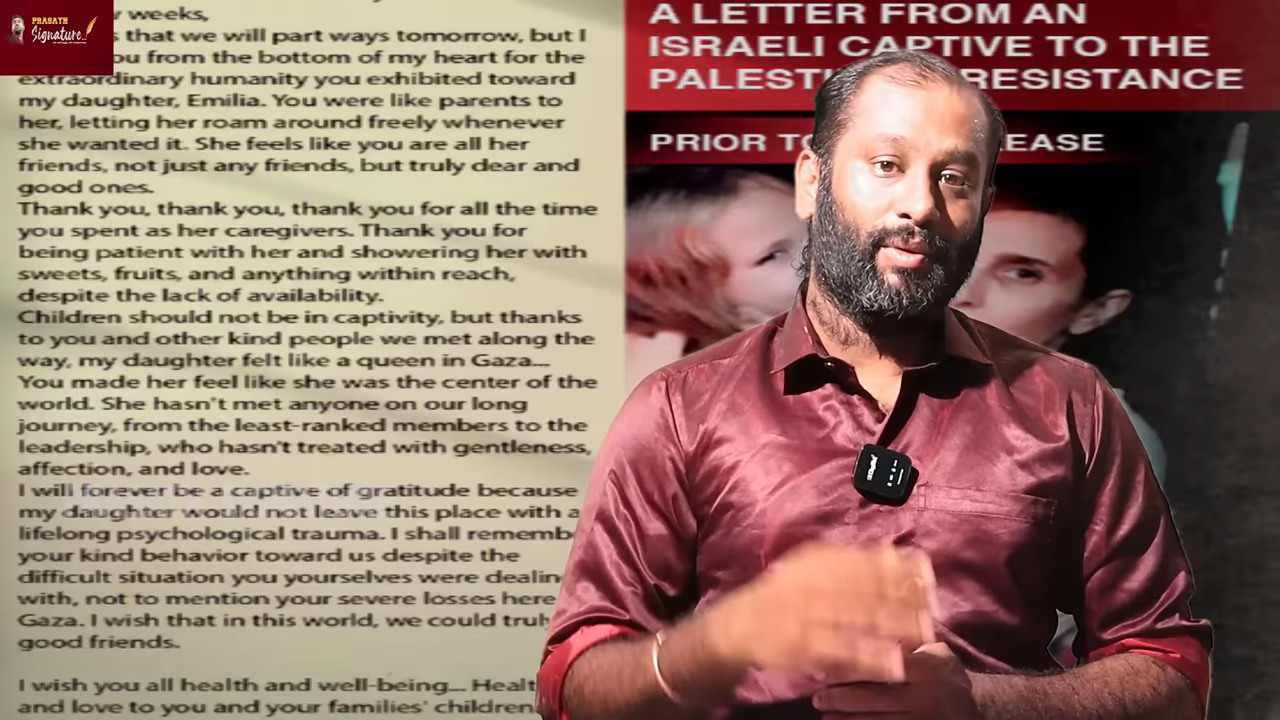 PRASATH
Signature
weeks,
s that we will part ways tomorrow, but I
ou from the bottom of my heart for the
extraordinary humanity you exhibited toward
my daughter, Emilia. You were like parents to
her, letting her roam around freely whenever
she wanted it. She feels like you are all her
friends, not just any friends, but truly dear and
good ones.
Thank you, thank you, thank you for all the time
you spent as her caregivers. Thank you for
being patient with her and showering her with
sweets, fruits, and anything within reach,
despite the lack of availability.
Children should not be in captivity, but thanks
to you and other kind people we met along the
way, my daughter felt like a queen in Gaza...
You made her feel like she was the center of the
world. She hasn't met anyone on our long
journey, from the least-ranked members to the
leadership, who hasn't treated with gentleness,
affection, and love.
I will forever be a captive of gratitude because
my daughter would not leave this place with a
lifelong psychological trauma. I shall rememb
your kind behavior toward us despite the
difficult situation you yourselves were dealin
with, not to mention your severe losses here
Gaza. I wish that in this world, we could truly
good friends.
I wish you all health and well-being... Healt
and love to you and your families' children.
A LETTER FROM AN
ISRAELI CAPTIVE TO THE
PALESTI RESISTANCE
PRIOR TO LEASE